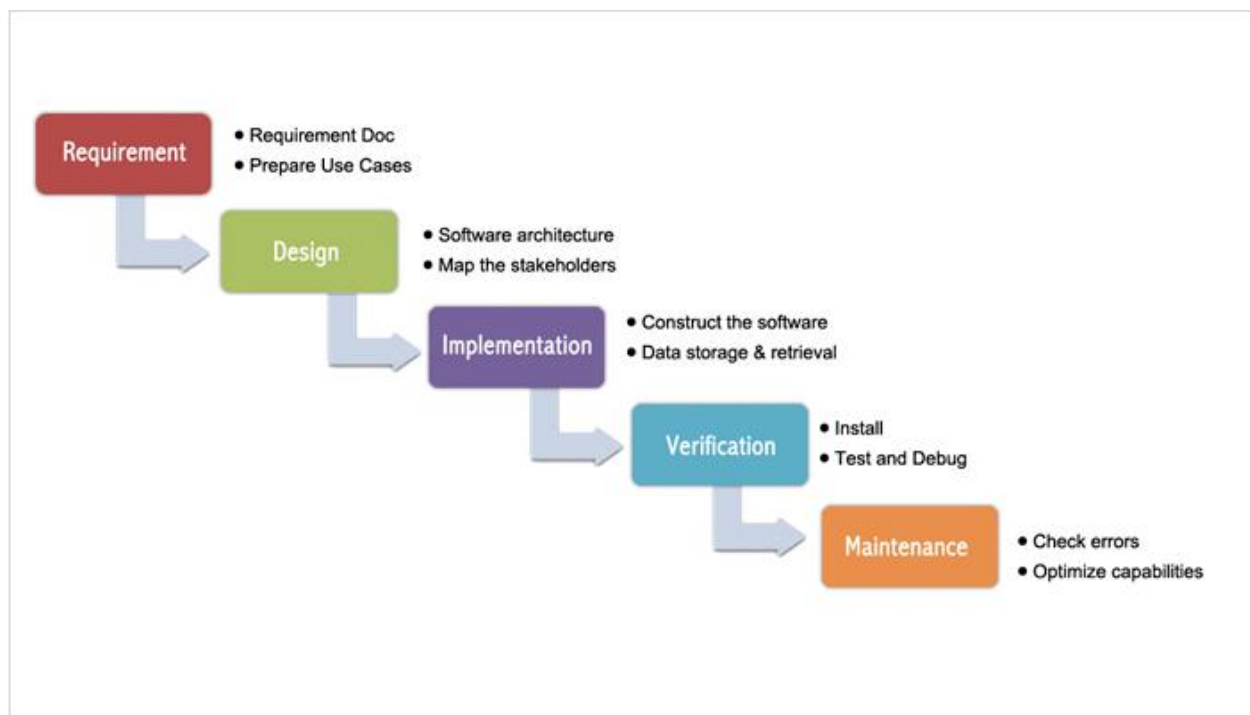 Requirement
• Requirement Doc
• Prepare Use Cases
Design
• Software architecture
• Map the stakeholders
Implementation
• Construct the software
• Data storage & retrieval
Verification
• Install
• Test and Debug
Maintenance
• Check errors
• Optimize capabilities